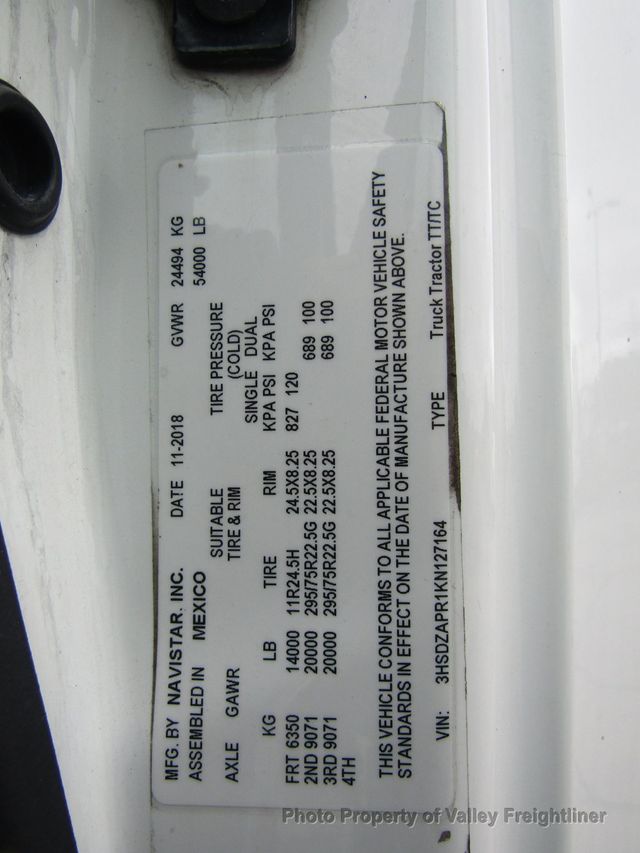 MFG. BY NAVISTAR, INC. DATE 11-2018 GVWR 24494 KG
ASSEMBLED IN MEXICO 54000 LB
SUITABLE TIRE PRESSURE
AXLE GAWR TIRE & RIM (COLD)
SINGLE DUAL
KG LB TIRE RIM KPA PSI KPA PSI
FRT 6350 14000 11R24.5H 24.5X8.25 827 120
2ND 9071 20000 295/75R22.5G 22.5X8.25 689 100
3RD 9071 20000 295/75R22.5G 22.5X8.25 689 100
4TH
THIS VEHICLE CONFORMS TO ALL APPLICABLE FEDERAL MOTOR VEHICLE SAFETY
STANDARDS IN EFFECT ON THE DATE OF MANUFACTURE SHOWN ABOVE.
VIN: 3HSDZAPR1KN127164 TYPE Truck Tractor TT/TC
Photo Property of Valley Freightliner